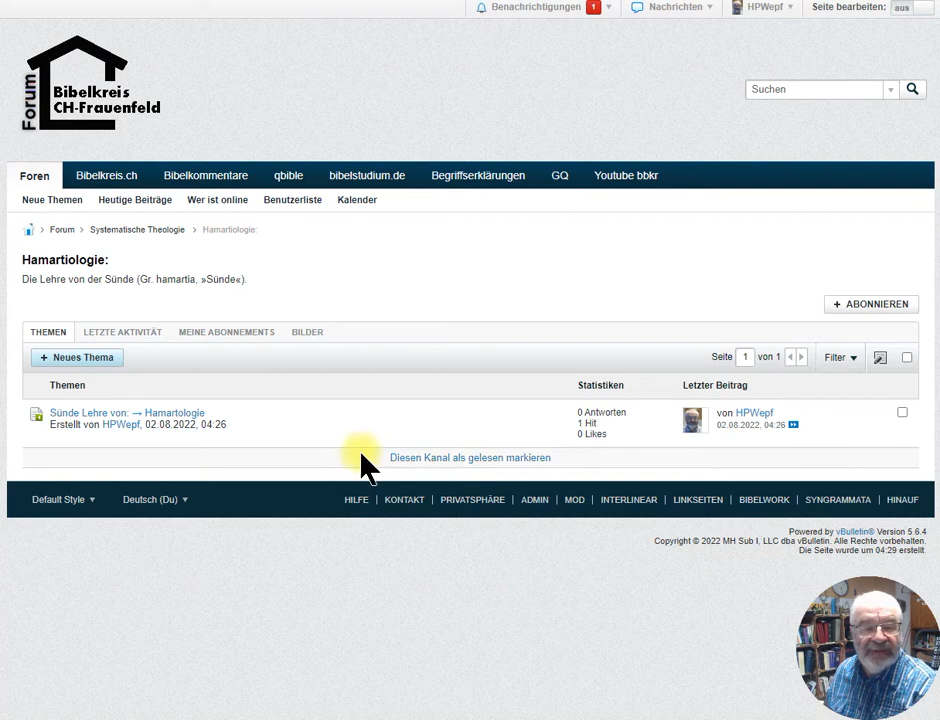 Benachrichtigungen 1 Nachrichten HPWepf Seite bearbeiten: aus
Forum
Bibelkreis
CH-Frauenfeld
Suchen
Foren Bibelkreis.ch Bibelkommentare qbible bibelstudium.de Begriffserklärungen GQ Youtube bbkr
Neue Themen Heutige Beiträge Wer ist online Benutzerliste Kalender
Forum Systematische Theologie Hamartiologie:
Hamartiologie:
Die Lehre von der Sünde (Gr. hamartia, »Sünde«).
+ ABONNIEREN
THEMEN LETZTE AKTIVITÄT MEINE ABONNEMENTS BILDER
+ Neues Thema Seite 1 von 1 Filter
Themen Statistiken Letzter Beitrag
Sünde Lehre von: → Hamartologie
Erstellt von HPWepf, 02.08.2022, 04:26
0 Antworten
1 Hit
0 Likes
von HPWepf
02.08.2022, 04:26
Diesen Kanal als gelesen markieren
Default Style Deutsch (Du) HILFE | KONTAKT | PRIVATSPHÄRE | ADMIN | MOD | INTERLINEAR | LINKSEITEN | BIBELWORK | SYNGRAMMATA | HINAUF
Powered by vBulletin® Version 5.6.4
Copyright © 2022 MH Sub I, LLC dba vBulletin. Alle Rechte vorbehalten.
Die Seite wurde um 04:29 erstellt.